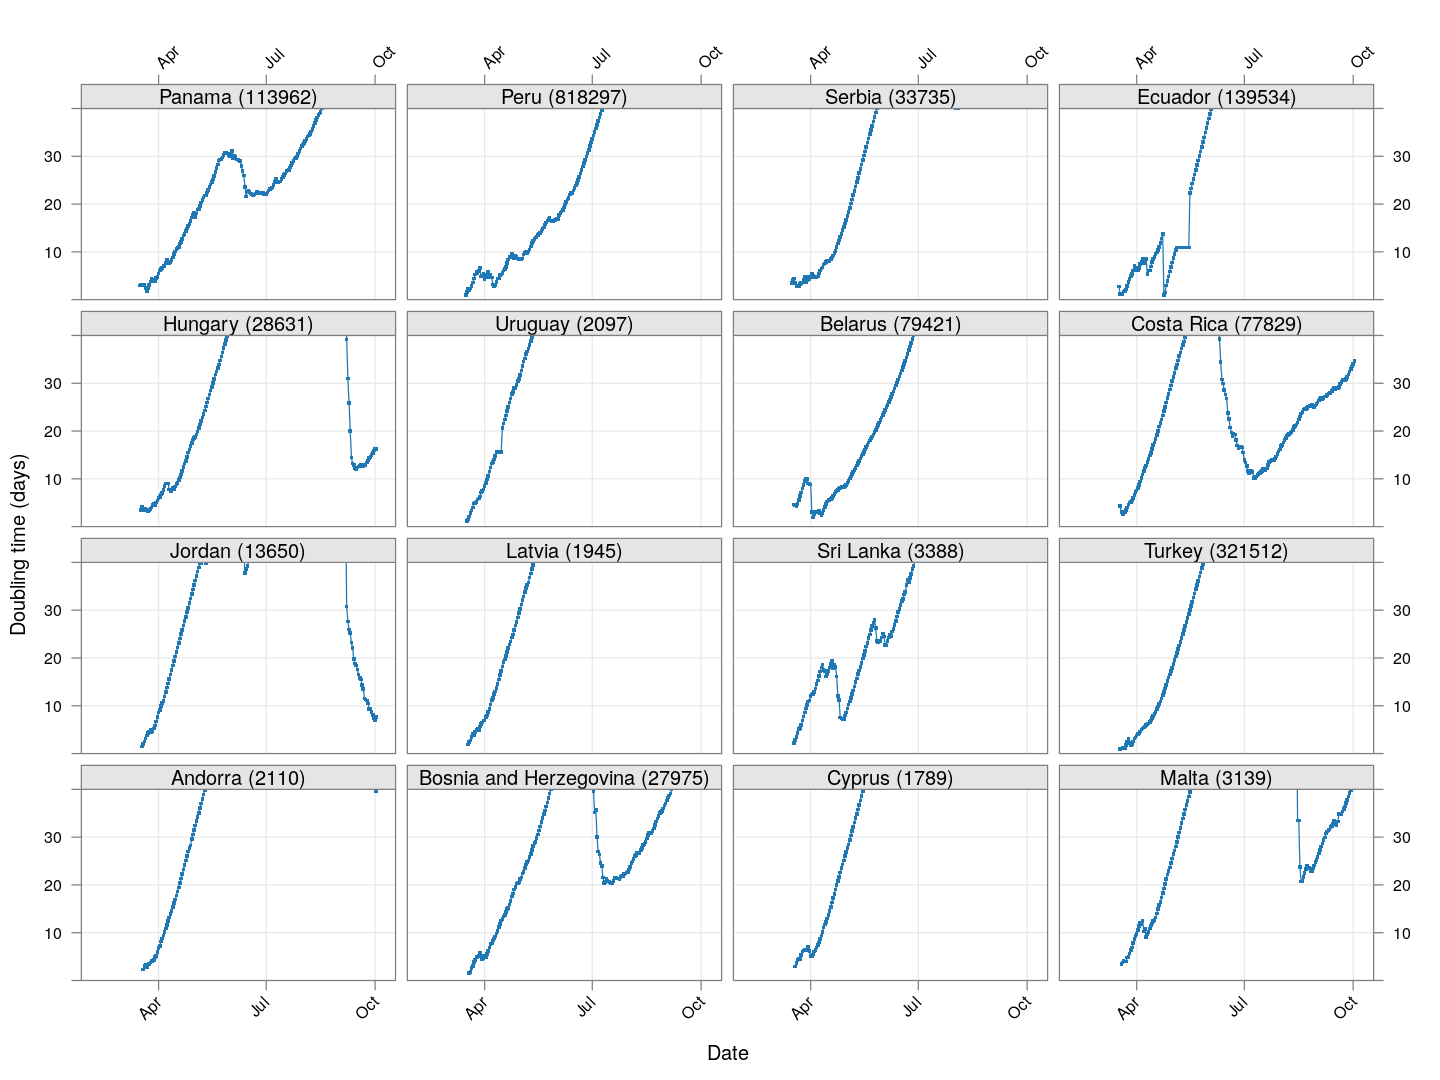 Apr Jul Oct Apr Jul Oct Apr Jul Oct Apr Jul Oct
Panama (113962) Peru (818297) Serbia (33735) Ecuador (139534)
30 30
20 20
10 10
Hungary (28631) Uruguay (2097) Belarus (79421) Costa Rica (77829)
30 30
20 20
10 10
Jordan (13650) Latvia (1945) Sri Lanka (3388) Turkey (321512)
30 30
20 20
10 10
Andorra (2110) Bosnia and Herzegovina (27975) Cyprus (1789) Malta (3139)
30 30
20 20
10 10
Apr Jul Oct Apr Jul Oct Apr Jul Oct Apr Jul Oct
Doubling time (days)
Date